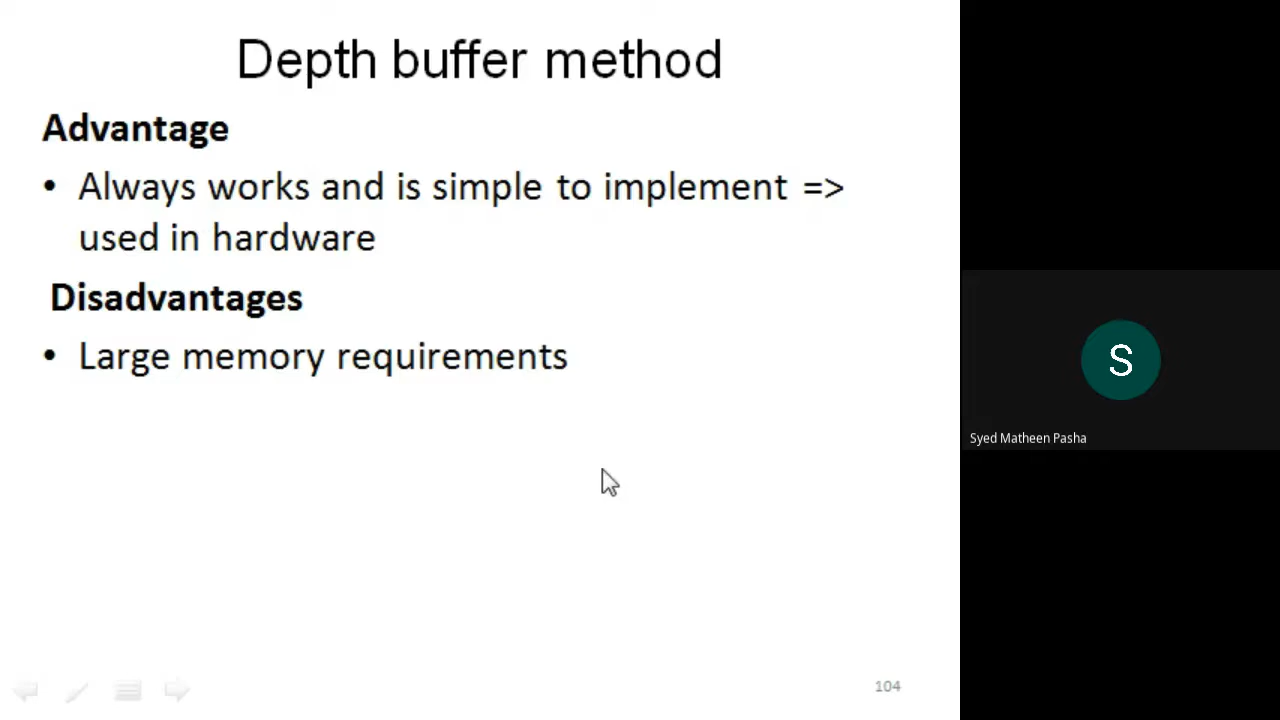 Depth buffer method
Advantage
• Always works and is simple to implement =>
used in hardware
Disadvantages
• Large memory requirements
S
Syed Matheen Pasha
104